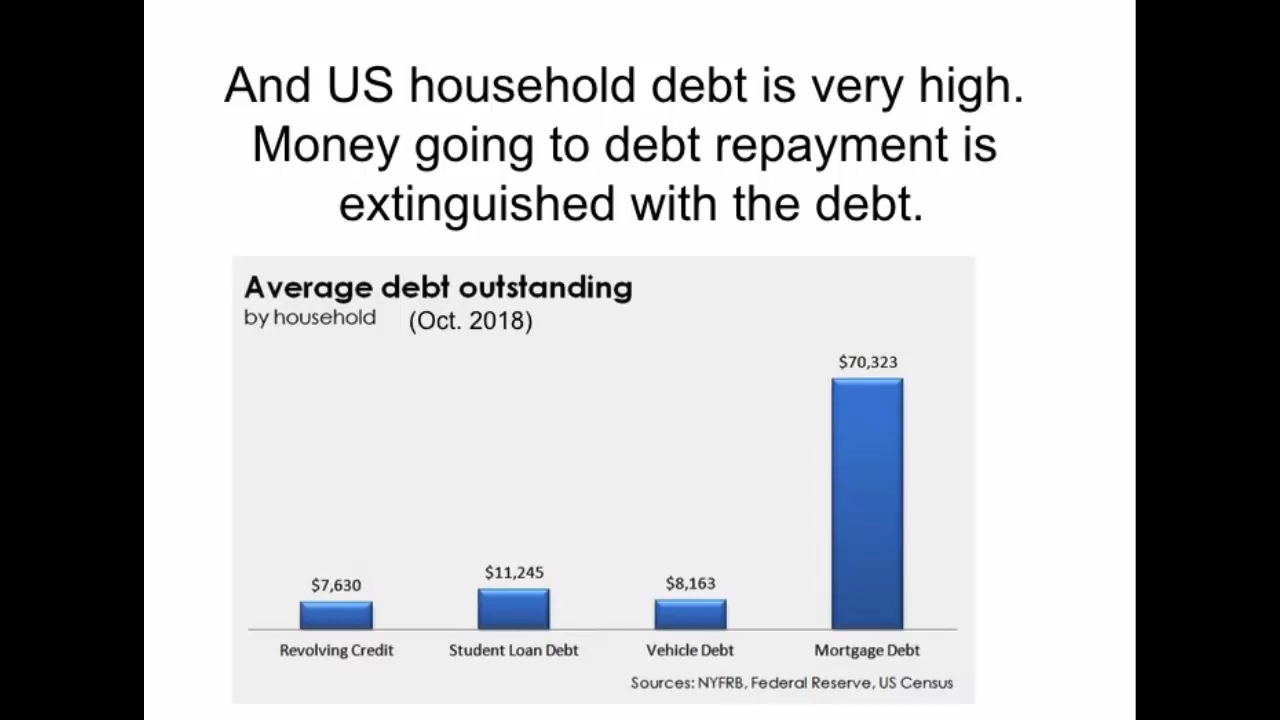 And US household debt is very high.
Money going to debt repayment is
extinguished with the debt.
Average debt outstanding
by household (Oct. 2018)
$70,323
$11,245
$7,630
$8,163
Revolving Credit Student Loan Debt Vehicle Debt Mortgage Debt
Sources: NYFRB, Federal Reserve, US Census